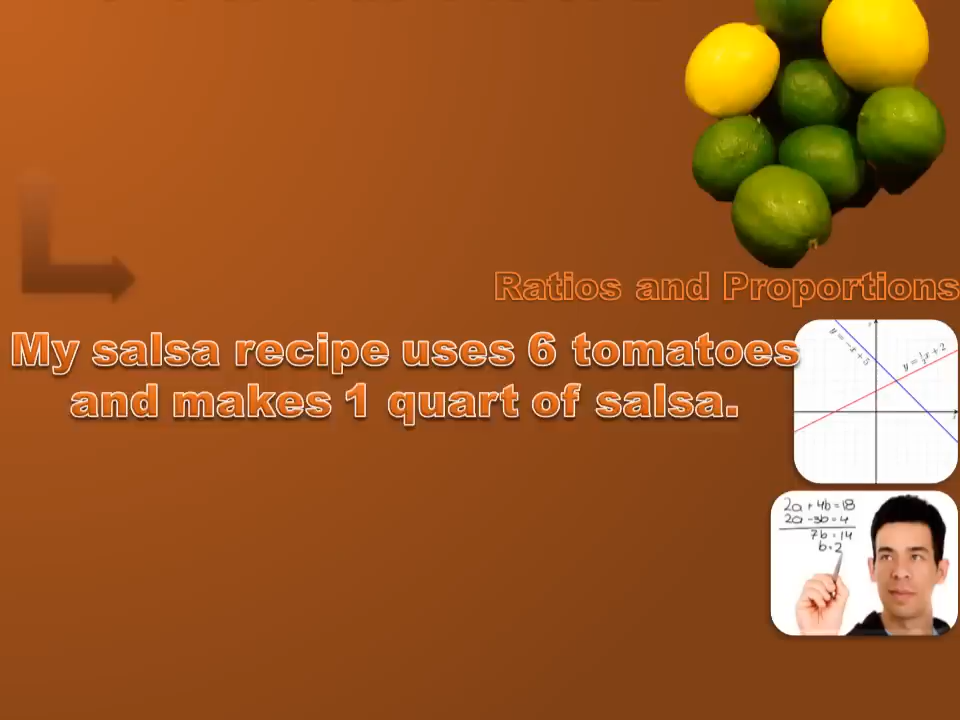 Ratios and Proportions
My salsa recipe uses 6 tomatoes
and makes 1 quart of salsa.
y = -x + 5
y = ½x + 2
2a + 4b = 18
2a - 3b = 4
7b = 14
b = 2